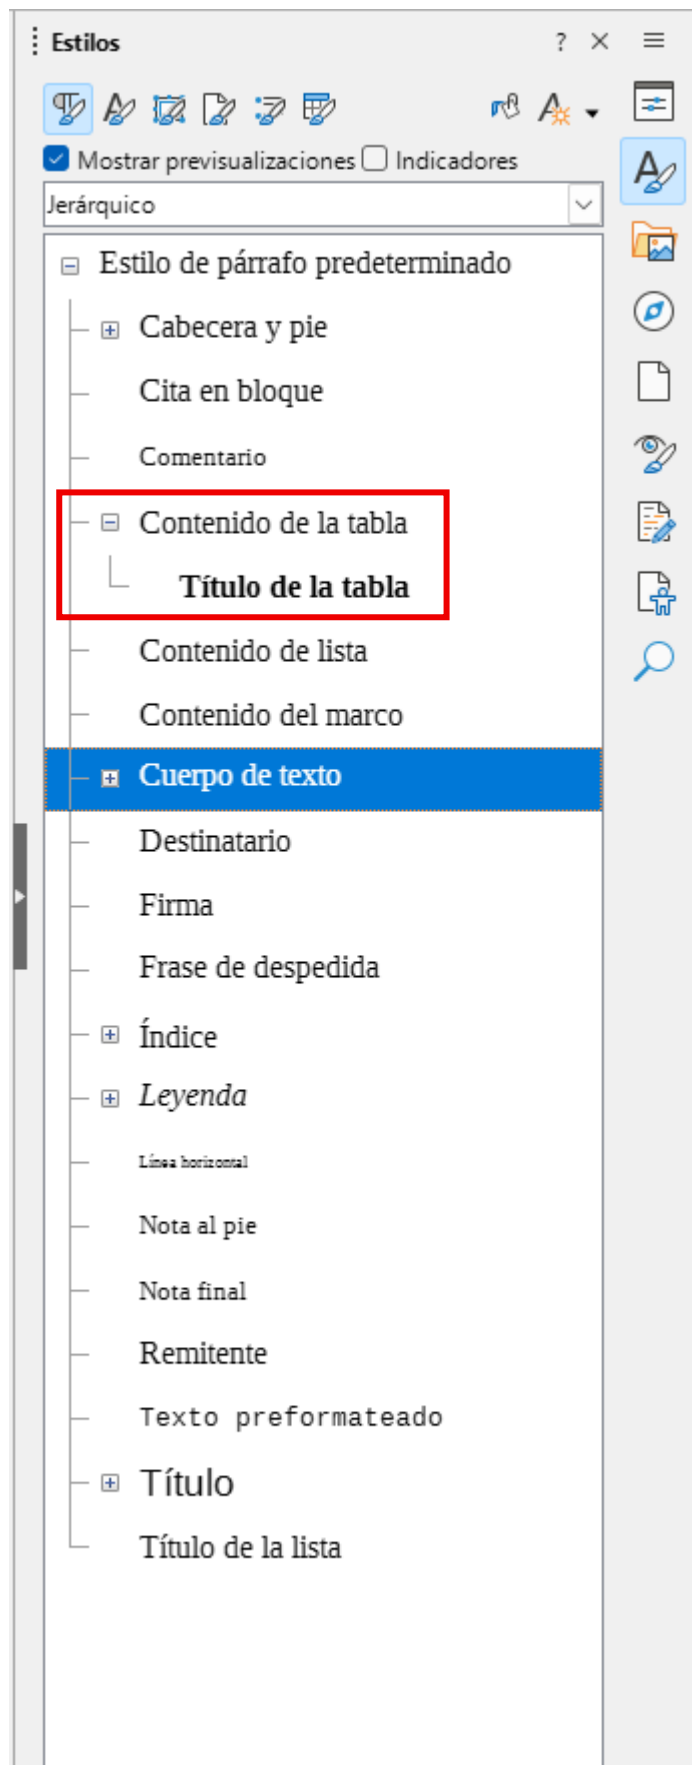 Estilos
Mostrar previsualizaciones Indicadores
Jerárquico
Estilo de párrafo predeterminado
Cabecera y pie
Cita en bloque
Comentario
Contenido de la tabla
Título de la tabla
Contenido de lista
Contenido del marco
Cuerpo de texto
Destinatario
Firma
Frase de despedida
Índice
Leyenda
Línea horizontal
Nota al pie
Nota final
Remitente
Texto preformateado
Título
Título de la lista